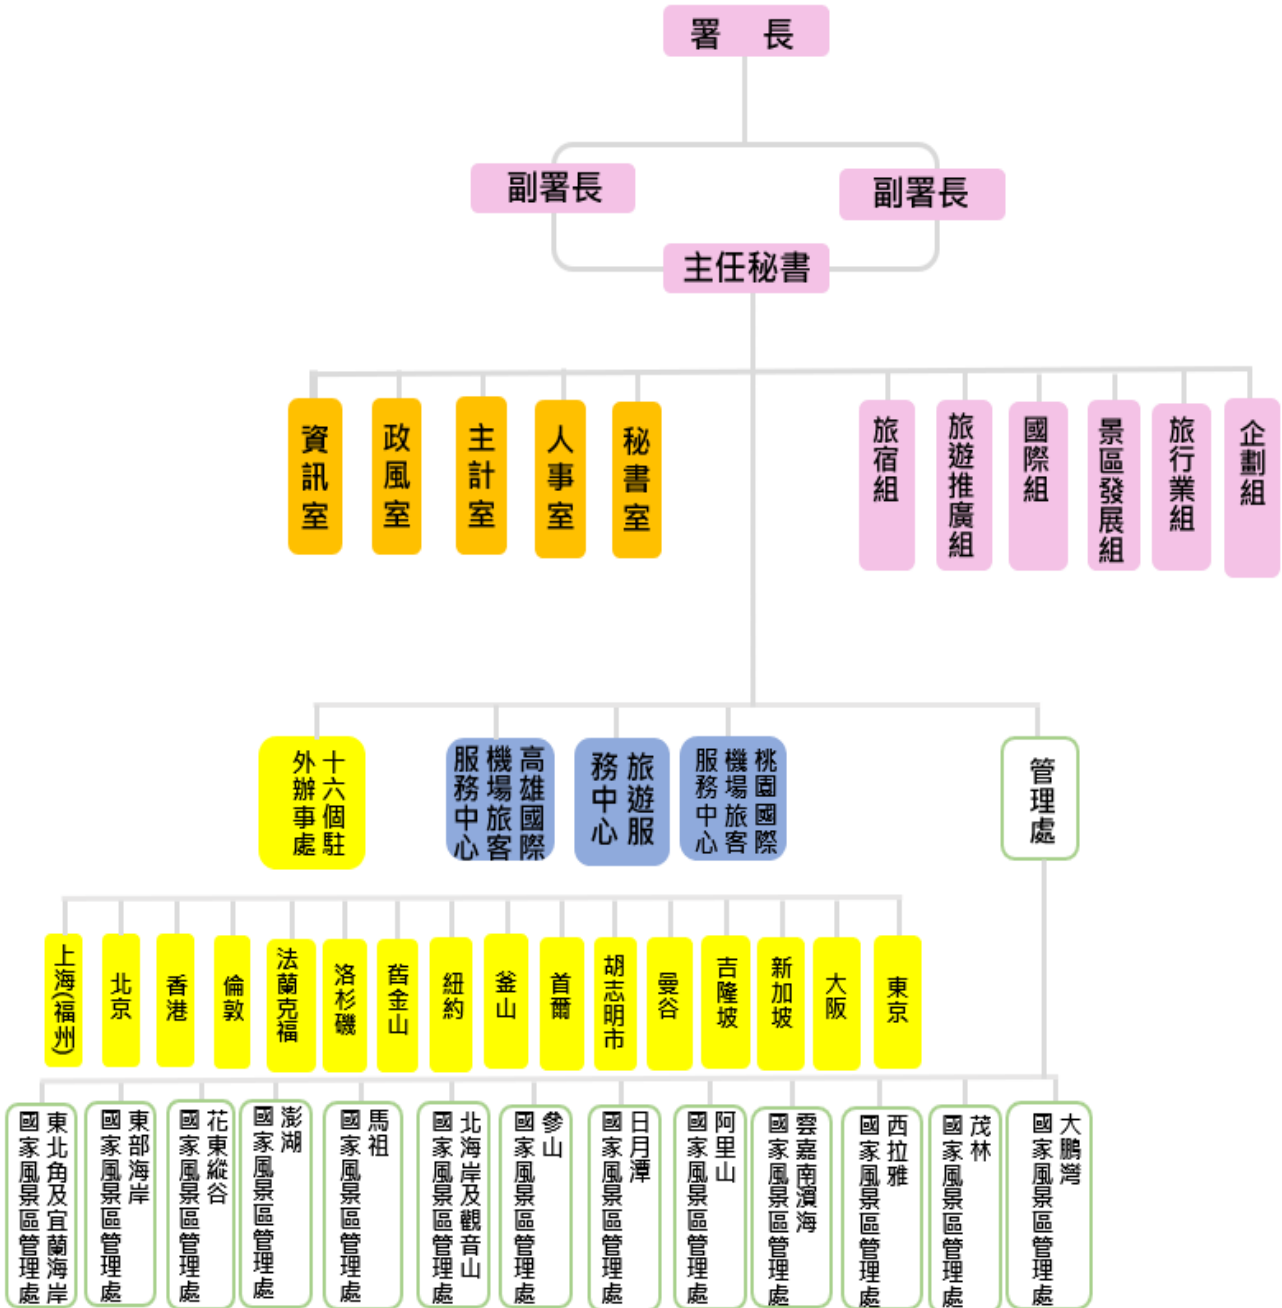 署 長
副署長
副署長
主任秘書
資訊室
政風室
主計室
人事室
秘書室
旅宿組
旅遊推廣組
國際組
景區發展組
旅行業組
企劃組
十六個駐
外辦事處
高雄國際
機場旅客
服務中心
旅遊服
務中心
桃園國際
機場旅客
服務中心
管理處
上海(福州)
北京
香港
倫敦
法蘭克福
洛杉磯
舊金山
紐約
釜山
首爾
胡志明市
曼谷
吉隆坡
新加坡
大阪
東京
東北角及宜蘭海岸
國家風景區管理處
東部海岸
國家風景區管理處
花東縱谷
國家風景區管理處
澎湖
國家風景區管理處
馬祖
國家風景區管理處
北海岸及觀音山
國家風景區管理處
參山
國家風景區管理處
日月潭
國家風景區管理處
阿里山
國家風景區管理處
雲嘉南濱海
國家風景區管理處
西拉雅
國家風景區管理處
茂林
國家風景區管理處
大鵬灣
國家風景區管理處